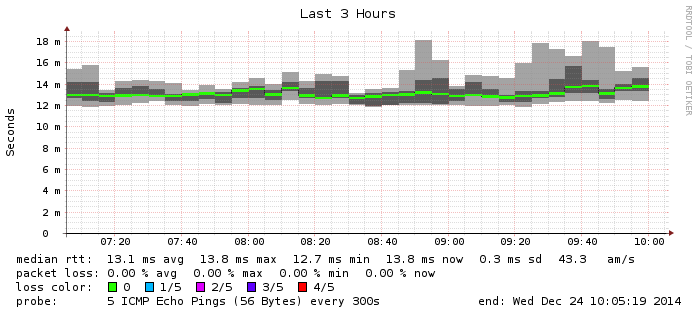 Last 3 Hours
RRDTOOL / TOBI OETIKER
Seconds
18 m
16 m
14 m
12 m
10 m
8 m
6 m
4 m
2 m
0
07:20 07:40 08:00 08:20 08:40 09:00 09:20 09:40 10:00
median rtt: 13.1 ms avg 13.8 ms max 12.7 ms min 13.8 ms now 0.3 ms sd 43.3 am/s
packet loss: 0.00 % avg 0.00 % max 0.00 % min 0.00 % now
loss color: 0 1/5 2/5 3/5 4/5
probe: 5 ICMP Echo Pings (56 Bytes) every 300s end: Wed Dec 24 10:05:19 2014